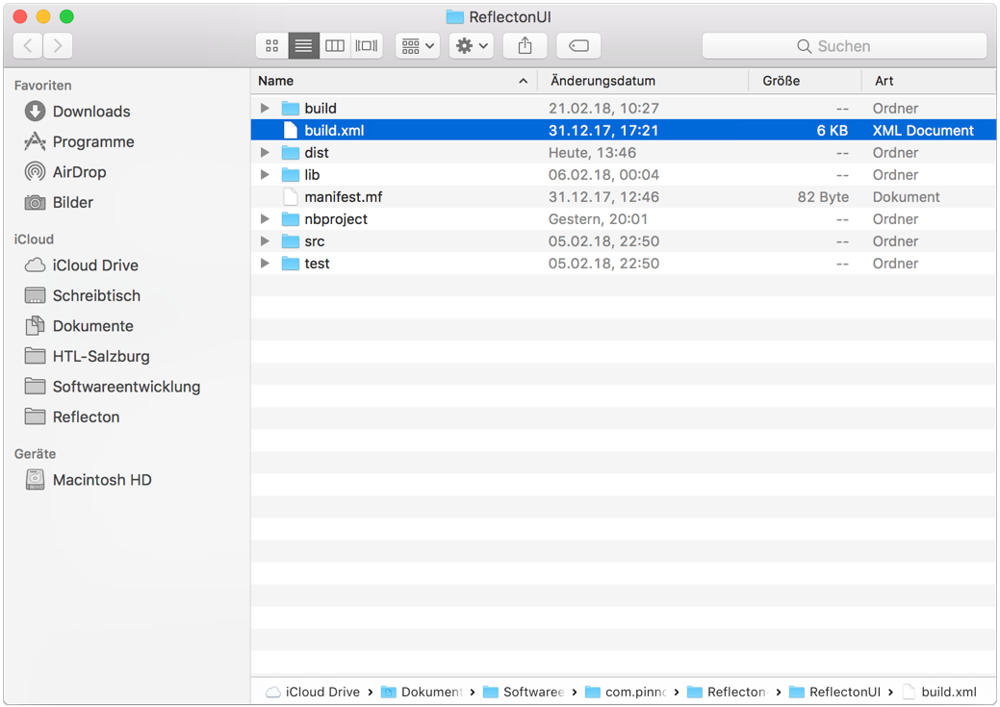 ReflectonUI
Suchen
Favoriten
Downloads
Programme
AirDrop
Bilder
iCloud
iCloud Drive
Schreibtisch
Dokumente
HTL-Salzburg
Softwareentwicklung
Reflecton
Geräte
Macintosh HD
Name Änderungsdatum Größe Art
build 21.02.18, 10:27 -- Ordner
build.xml 31.12.17, 17:21 6 KB XML Document
dist Heute, 13:46 -- Ordner
lib 06.02.18, 00:04 -- Ordner
manifest.mf 31.12.17, 12:46 82 Byte Dokument
nbproject Gestern, 20:01 -- Ordner
src 05.02.18, 22:50 -- Ordner
test 05.02.18, 22:50 -- Ordner
iCloud Drive › Dokument › Softwaree › com.pinno › Reflecton- › ReflectonUI › build.xml